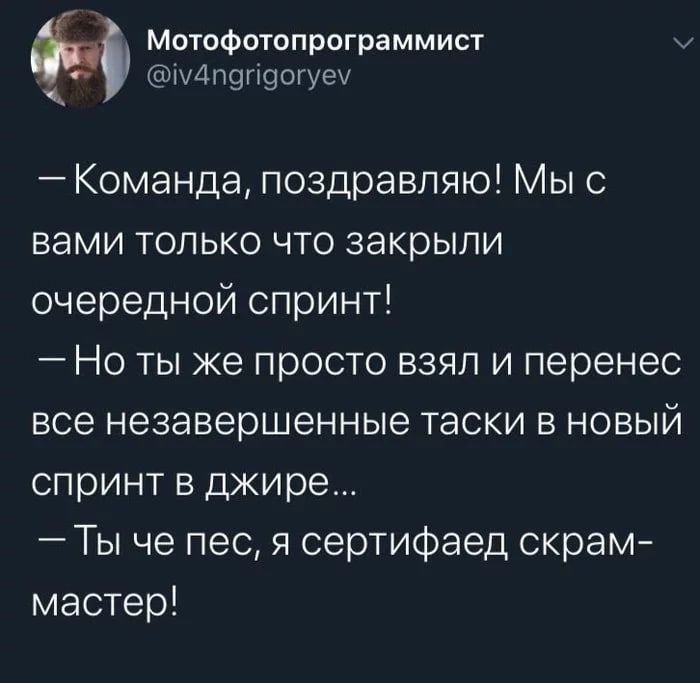 Мотофотопрограммист
@iv4ngrigoryev
— Команда, поздравляю! Мы с
вами только что закрыли
очередной спринт!
— Но ты же просто взял и перенес
все незавершенные таски в новый
спринт в джире...
— Ты че пес, я сертифаед скрам-
мастер!